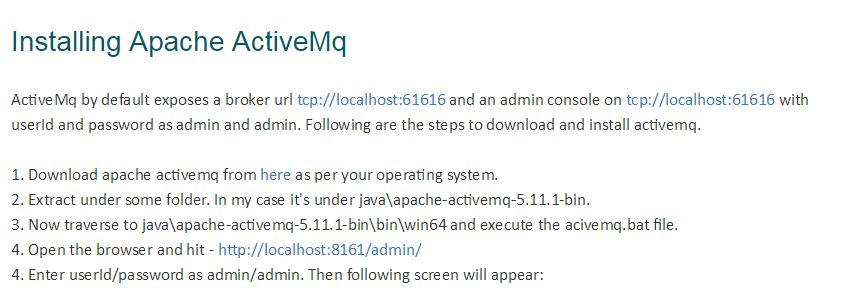 Installing Apache ActiveMq
ActiveMq by default exposes a broker url tcp://localhost:61616 and an admin console on tcp://localhost:61616 with
userId and password as admin and admin. Following are the steps to download and install activemq.
1. Download apache activemq from here as per your operating system.
2. Extract under some folder. In my case it's under java\apache-activemq-5.11.1-bin.
3. Now traverse to java\apache-activemq-5.11.1-bin\bin\win64 and execute the acivemq.bat file.
4. Open the browser and hit - http://localhost:8161/admin/
4. Enter userId/password as admin/admin. Then following screen will appear: